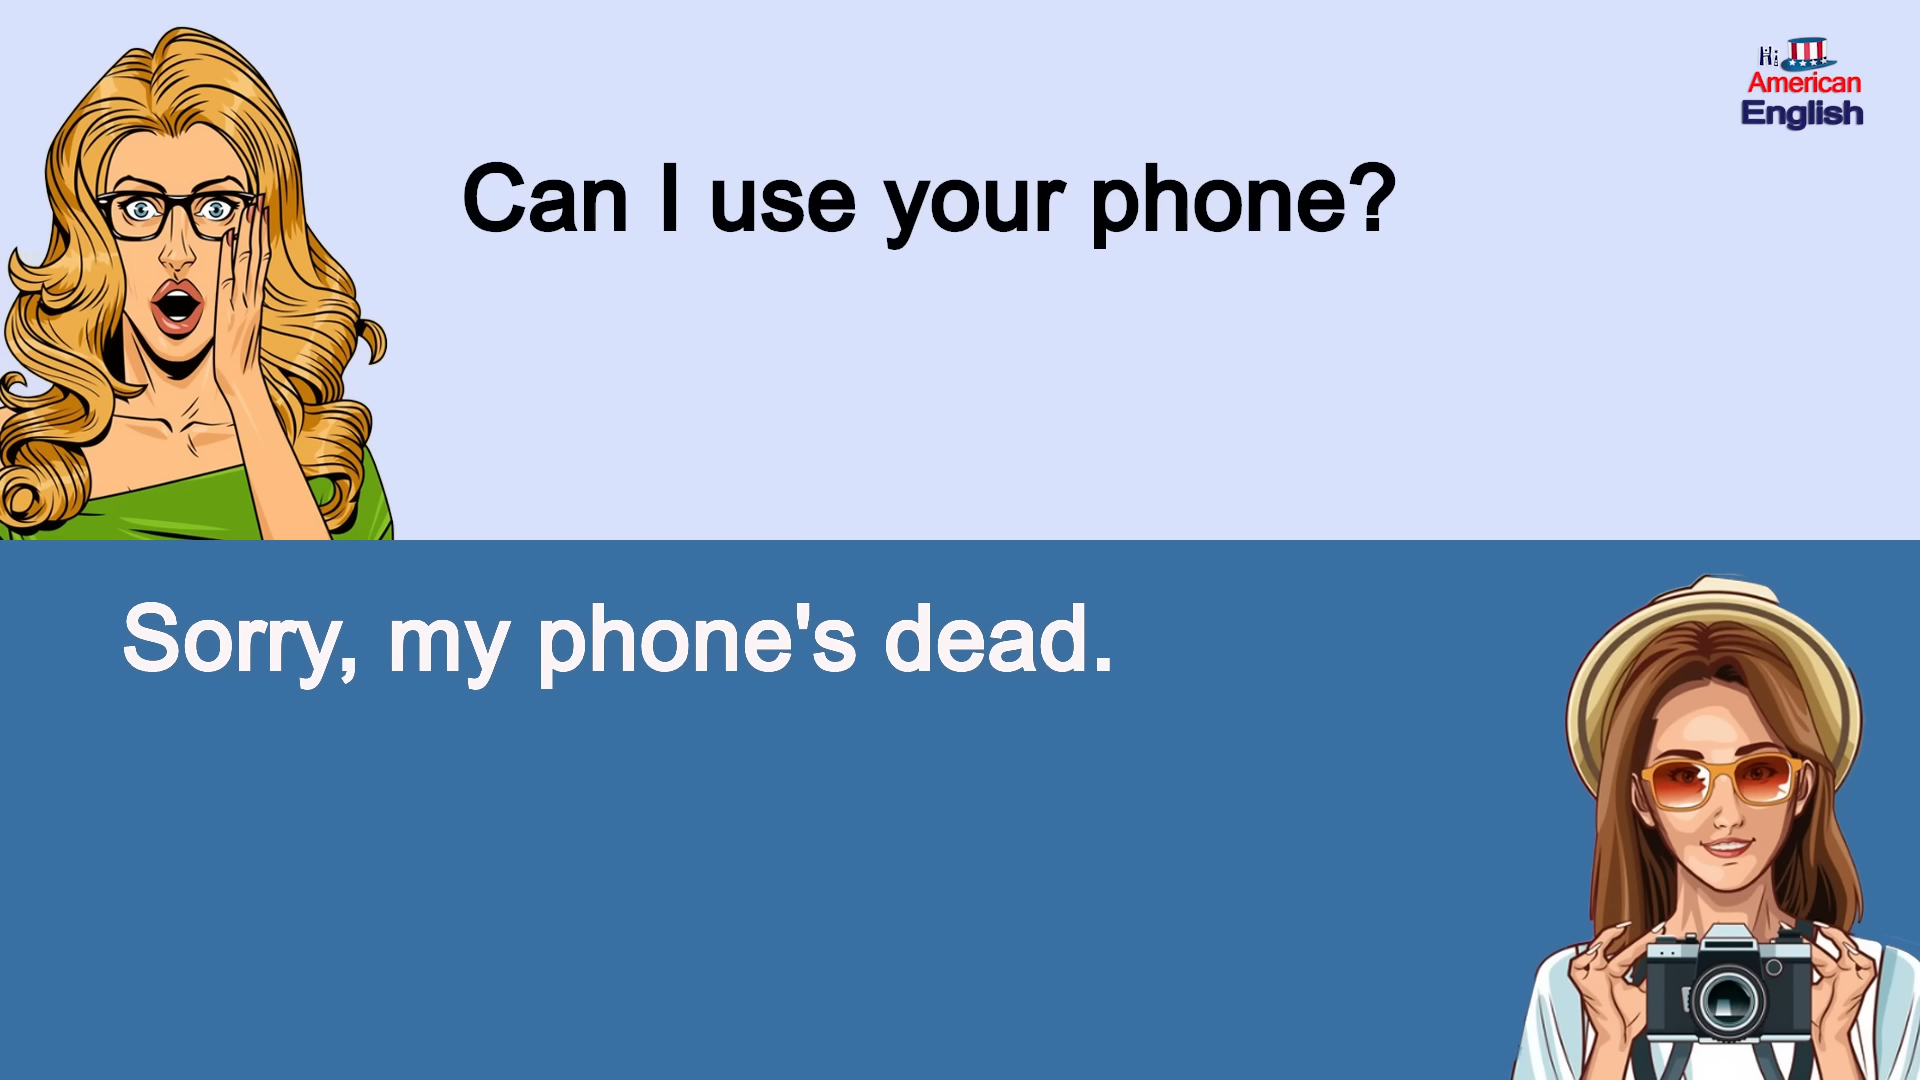 Hi
American
English
Can I use your phone?
Sorry, my phone's dead.